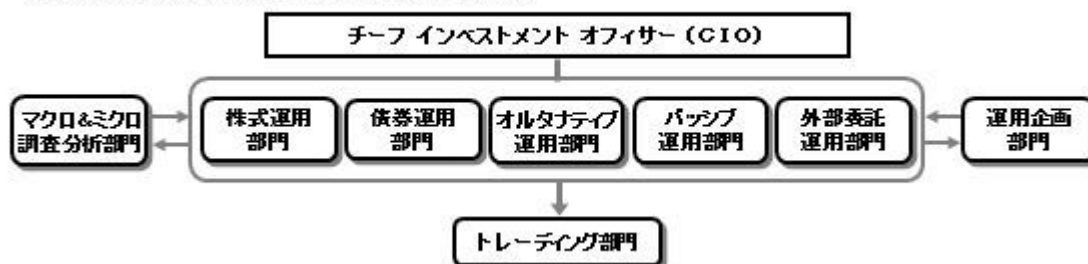 チーフ インベストメント オフィサー（CIO）
マクロ&ミクロ
調査分析部門
株式運用
部門
債券運用
部門
オルタナティブ
運用部門
パッシブ
運用部門
外部委託
運用部門
運用企画
部門
トレーディング部門